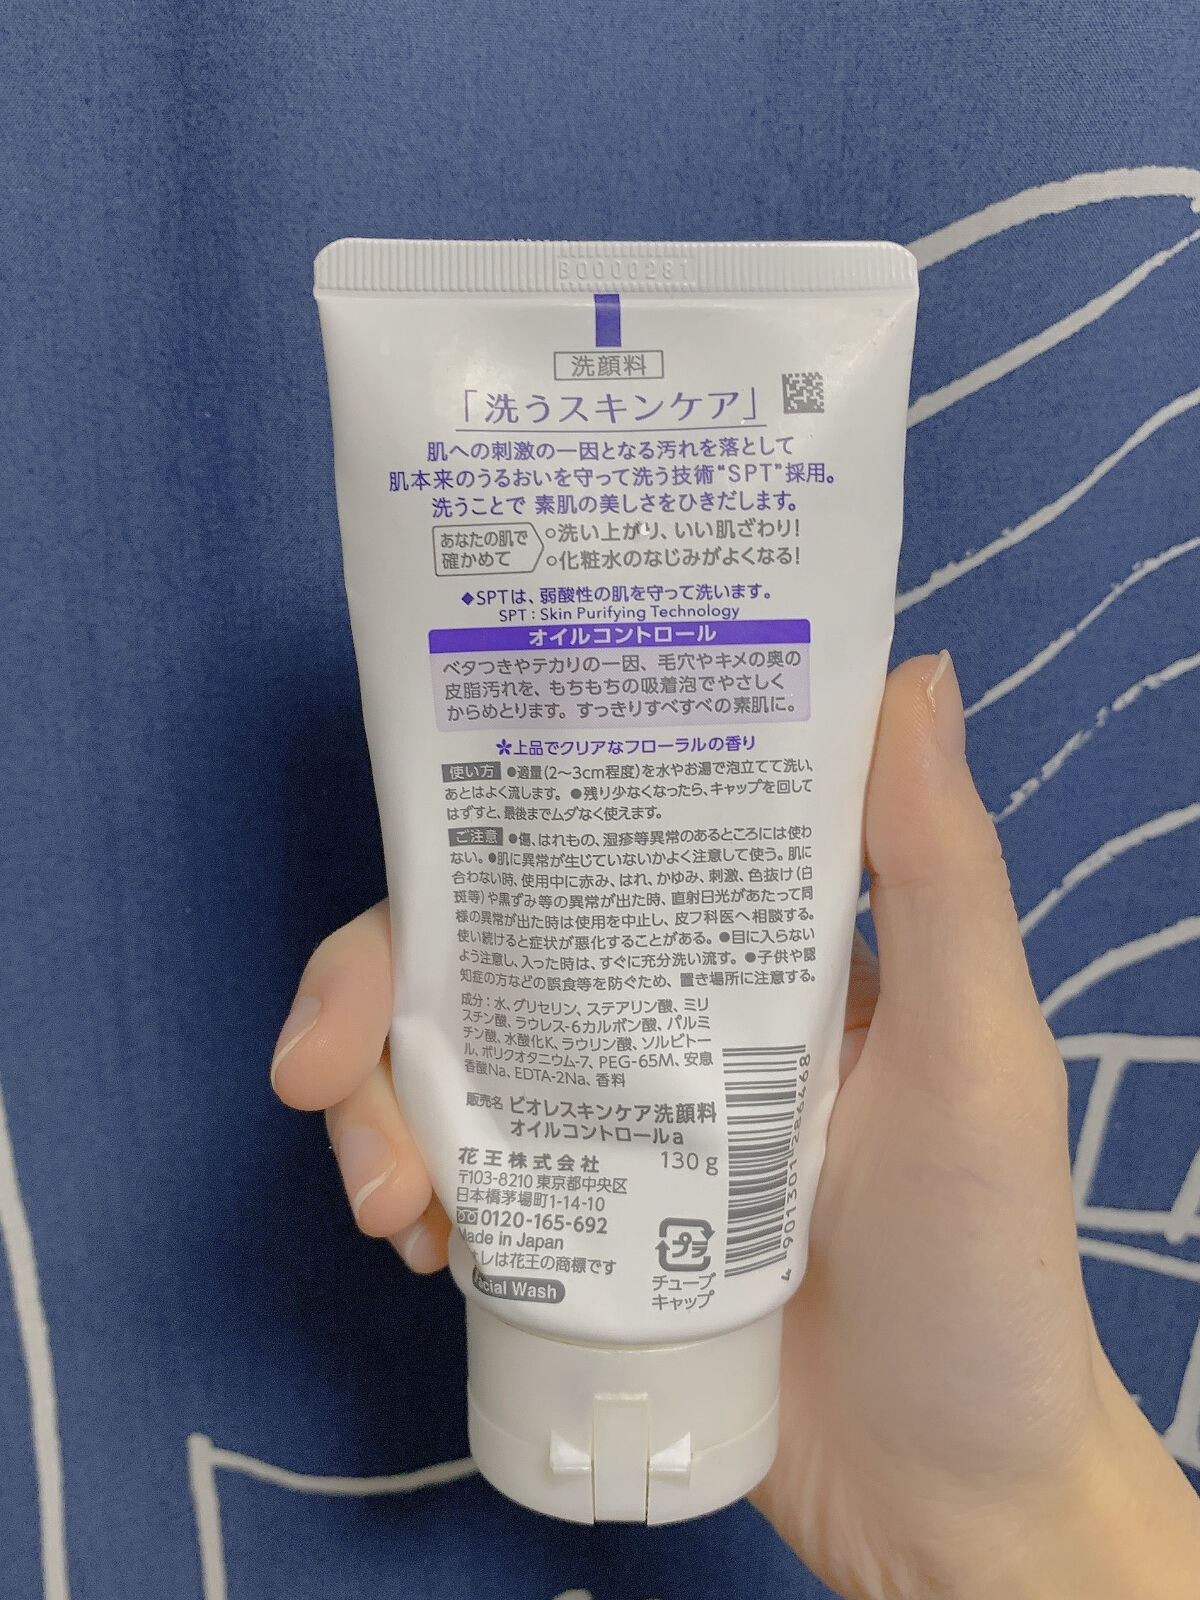 B0000281
洗顔料
「洗うスキンケア」
肌への刺激の一因となる汚れを落として
肌本来のうるおいを守って洗う技術“SPT”採用。
洗うことで 素肌の美しさをひきだします。
あなたの肌で
確かめて
○洗い上がり、いい肌ざわり!
○化粧水のなじみがよくなる!
◆SPTは、弱酸性の肌を守って洗います。
SPT : Skin Purifying Technology
オイルコントロール
ベタつきやテカリの一因、毛穴やキメの奥の
皮脂汚れを、もちもちの吸着泡でやさしく
からめとります。すっきりすべすべの素肌に。
上品でクリアなフローラルの香り
使い方 ●適量(2〜3cm程度)を水やお湯で泡立てて洗い、
あとはよく流します。 ●残り少なくなったら、キャップを回して
はずすと、最後までムダなく使えます。
ご注意 ●傷、はれもの、湿疹等異常のあるところには使わ
ない。●肌に異常が生じていないかよく注意して使う。肌に
合わない時、使用中に赤み、はれ、かゆみ、刺激、色抜け(白
斑等)や黒ずみ等の異常が出た時、直射日光があたって同
様の異常が出た時は使用を中止し、皮フ科医へ相談する。
使い続けると症状が悪化することがある。●目に入らない
よう注意し、入った時は、すぐに充分洗い流す。●子供や認
知症の方などの誤食等を防ぐため、置き場所に注意する。
成分：水、グリセリン、ステアリン酸、ミリ
スチン酸、ラウレス-6カルボン酸、パルミ
チン酸、水酸化K、ラウリン酸、ソルビトー
ル、ポリクオタニウム-7、PEG-65M、安息
香酸Na、EDTA-2Na、香料
販売名 ビオレスキンケア洗顔料
オイルコントロールa
花王株式会社 130 g
〒103-8210 東京都中央区
日本橋茅場町1-14-10
0120-165-692
Made in Japan
レは花王の商標です
cial Wash
プラ
チューブ
キャップ
4 901301 286468